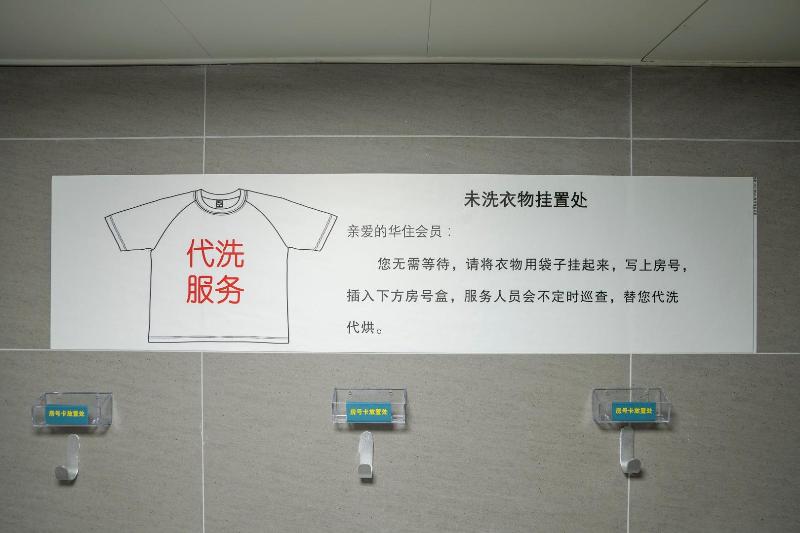 未洗衣物挂置处
代洗
服务
亲爱的华住会员：
您无需等待，请将衣物用袋子挂起来，写上房号，
插入下方房号盒，服务人员会不定时巡查，替您代洗
代烘。
房号卡放置处
房号卡放置处
房号卡放置处